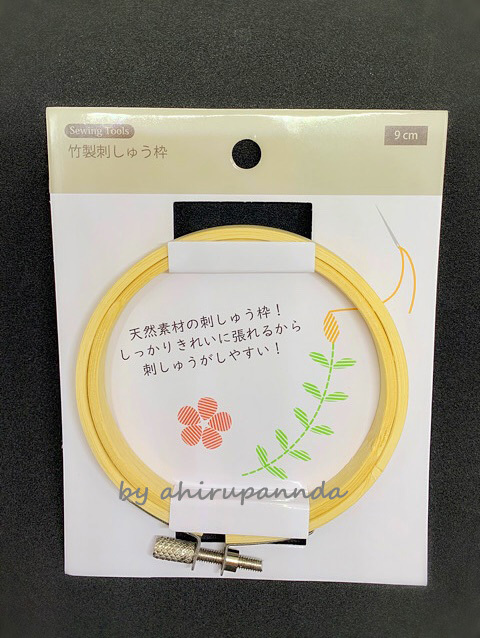 Sewing Tools
9cm
竹製刺しゅう枠
天然素材の刺しゅう枠！
しっかりきれいに張れるから
刺しゅうがしやすい！
by ahirupannda